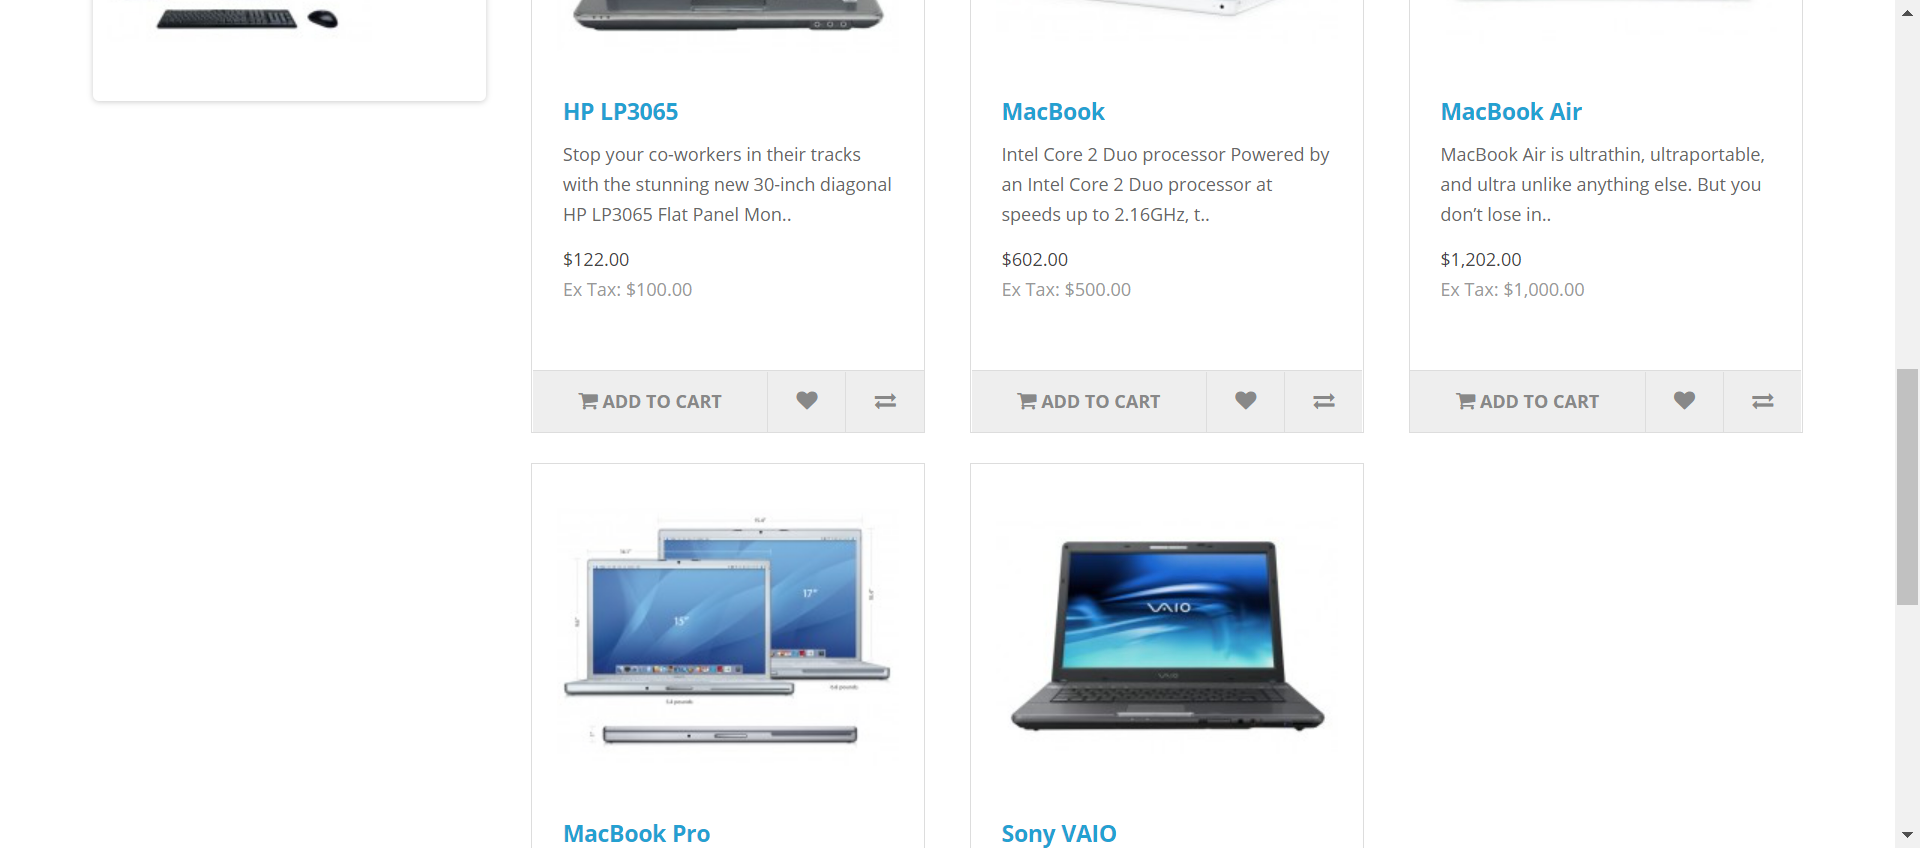 HP LP3065
Stop your co-workers in their tracks
with the stunning new 30-inch diagonal
HP LP3065 Flat Panel Mon..
$122.00
Ex Tax: $100.00
ADD TO CART
MacBook
Intel Core 2 Duo processor Powered by
an Intel Core 2 Duo processor at
speeds up to 2.16GHz, t..
$602.00
Ex Tax: $500.00
ADD TO CART
MacBook Air
MacBook Air is ultrathin, ultraportable,
and ultra unlike anything else. But you
don’t lose in..
$1,202.00
Ex Tax: $1,000.00
ADD TO CART
15"
17"
MacBook Pro
VAIO
VAIO
Sony VAIO